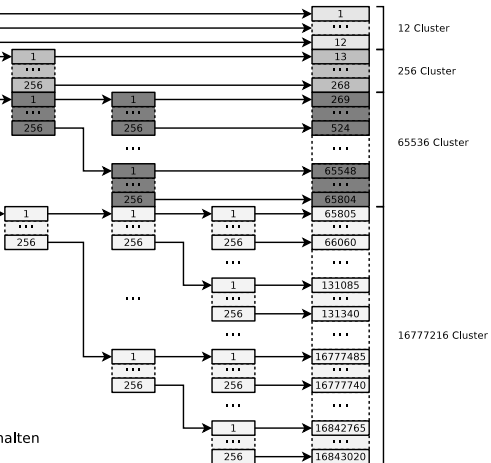 1
... 12 Cluster
12
1 13
... ... 256 Cluster
256 268
1 1 269
... ... ...
256 256 524
... ... 65536 Cluster
1 65548
... ...
256 65804
1 1 1 65805
... ... ... ...
256 256 256 66060
... ...
1 131085
... ... ...
256 131340
... ... 16777216 Cluster
1 1 16777485
... ... ...
256 256 16777740
... ...
1 16842765
halten
... ...
256 16843020